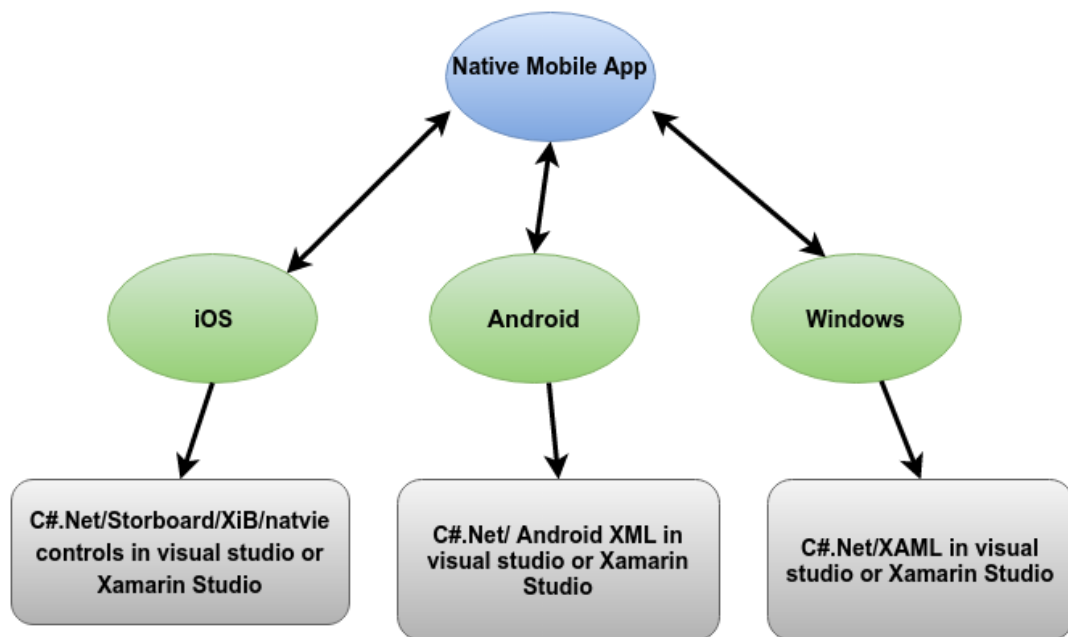 Native Mobile App
iOS
Android
Windows
C#.Net/Storboard/XiB/natvie
controls in visual studio or
Xamarin Studio
C#.Net/ Android XML in
visual studio or Xamarin
Studio
C#.Net/XAML in visual
studio or Xamarin Studio